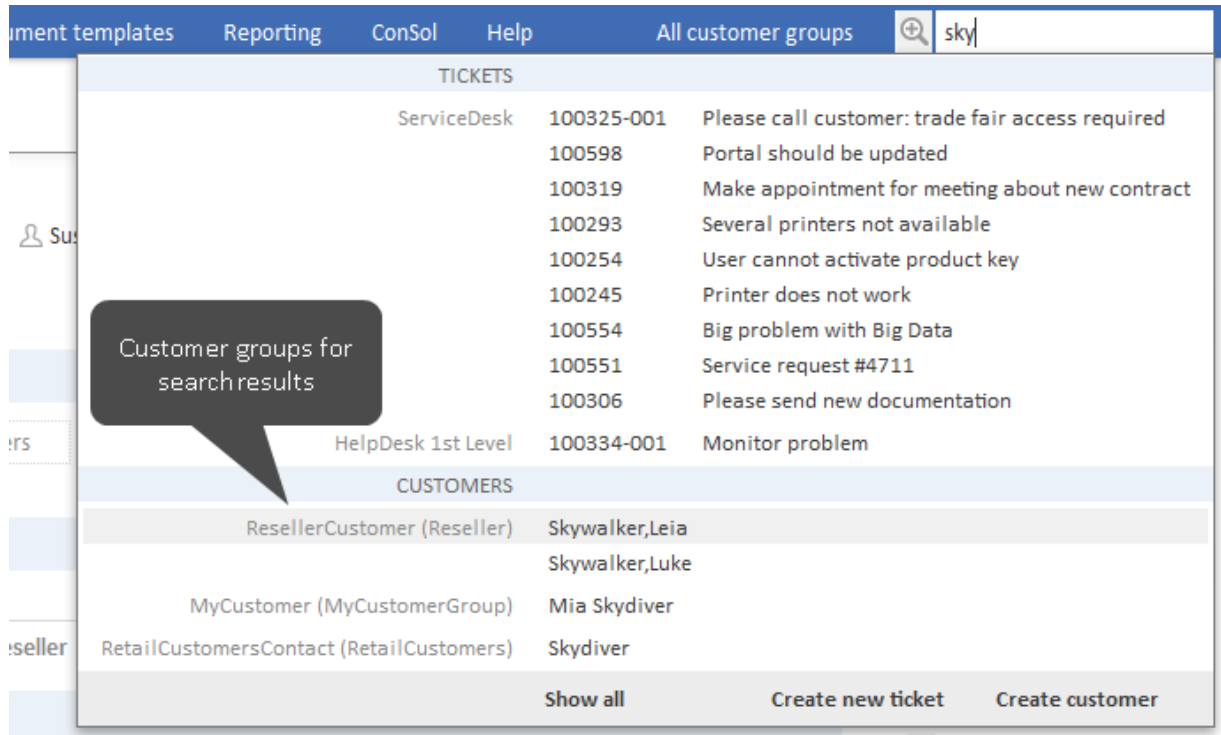 ument templates Reporting ConSol Help All customer groups sky
TICKETS
ServiceDesk 100325-001 Please call customer: trade fair access required
100598 Portal should be updated
100319 Make appointment for meeting about new contract
100293 Several printers not available
100254 User cannot activate product key
100245 Printer does not work
100554 Big problem with Big Data
100551 Service request #4711
100306 Please send new documentation
HelpDesk 1st Level 100334-001 Monitor problem
Sus
Customer groups for
search results
ers
CUSTOMERS
ResellerCustomer (Reseller) Skywalker,Leia
Skywalker,Luke
MyCustomer (MyCustomerGroup) Mia Skydiver
eseller RetailCustomersContact (RetailCustomers) Skydiver
Show all Create new ticket Create customer